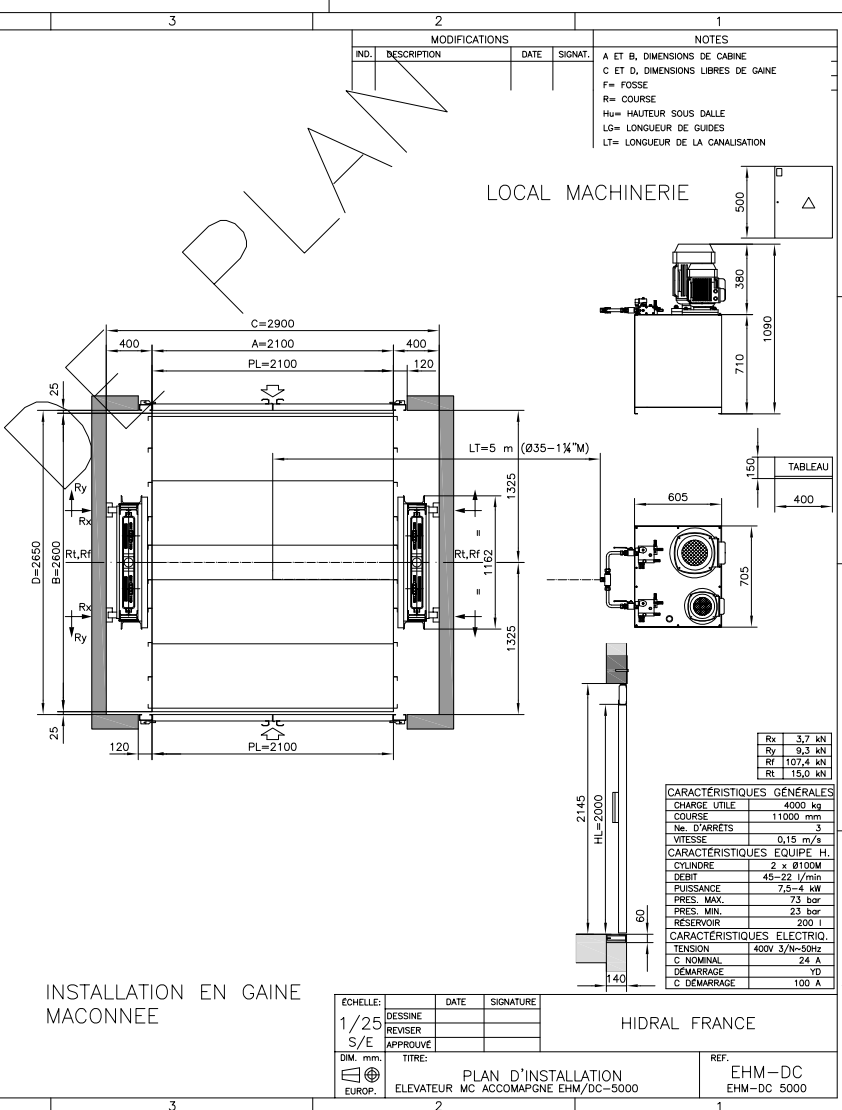 3
2
1
MODIFICATIONS
NOTES
IND.
DESCRIPTION
DATE
SIGNAT.
A ET B, DIMENSIONS DE CABINE
C ET D, DIMENSIONS LIBRES DE GAINE
F= FOSSE
R= COURSE
Hu= HAUTEUR SOUS DALLE
LG= LONGUEUR DE GUIDES
LT= LONGUEUR DE LA CANALISATION
PLAN
LOCAL MACHINERIE
500
380
1090
710
C=2900
400
A=2100
400
PL=2100
120
25
LT=5 m (Ø35-1¼"M)
1325
150
TABLEAU
400
605
705
Ry
Rx
Rt,Rf
D=2650
B=2600
=
1162
Rt,Rf
=
Rx
Ry
1325
25
120
PL=2100
2145
HL=2000
60
140
Rx 3,7 kN
Ry 9,3 kN
Rf 107,4 kN
Rt 15,0 kN
CARACTÉRISTIQUES GÉNÉRALES
CHARGE UTILE 4000 kg
COURSE 11000 mm
Ne. D'ARRÊTS 3
VITESSE 0,15 m/s
CARACTÉRISTIQUES EQUIPE H.
CYLINDRE 2 x Ø100M
DEBIT 45-22 l/min
PUISSANCE 7,5-4 kW
PRES. MAX. 73 bar
PRES. MIN. 23 bar
RÉSERVOIR 200 l
CARACTÉRISTIQUES ELECTRIQ.
TENSION 400V 3/N~50Hz
C NOMINAL 24 A
DÉMARRAGE YD
C DÉMARRAGE 100 A
INSTALLATION EN GAINE
MACONNEE
ÉCHELLE:
1/25
S/E
DATE
SIGNATURE
DESSINE
REVISER
APPROUVÉ
HIDRAL FRANCE
DIM. mm.
EUROP.
TITRE:
PLAN D'INSTALLATION
ELEVATEUR MC ACCOMAPGNE EHM/DC-5000
REF.
EHM-DC
EHM-DC 5000
3
2
1